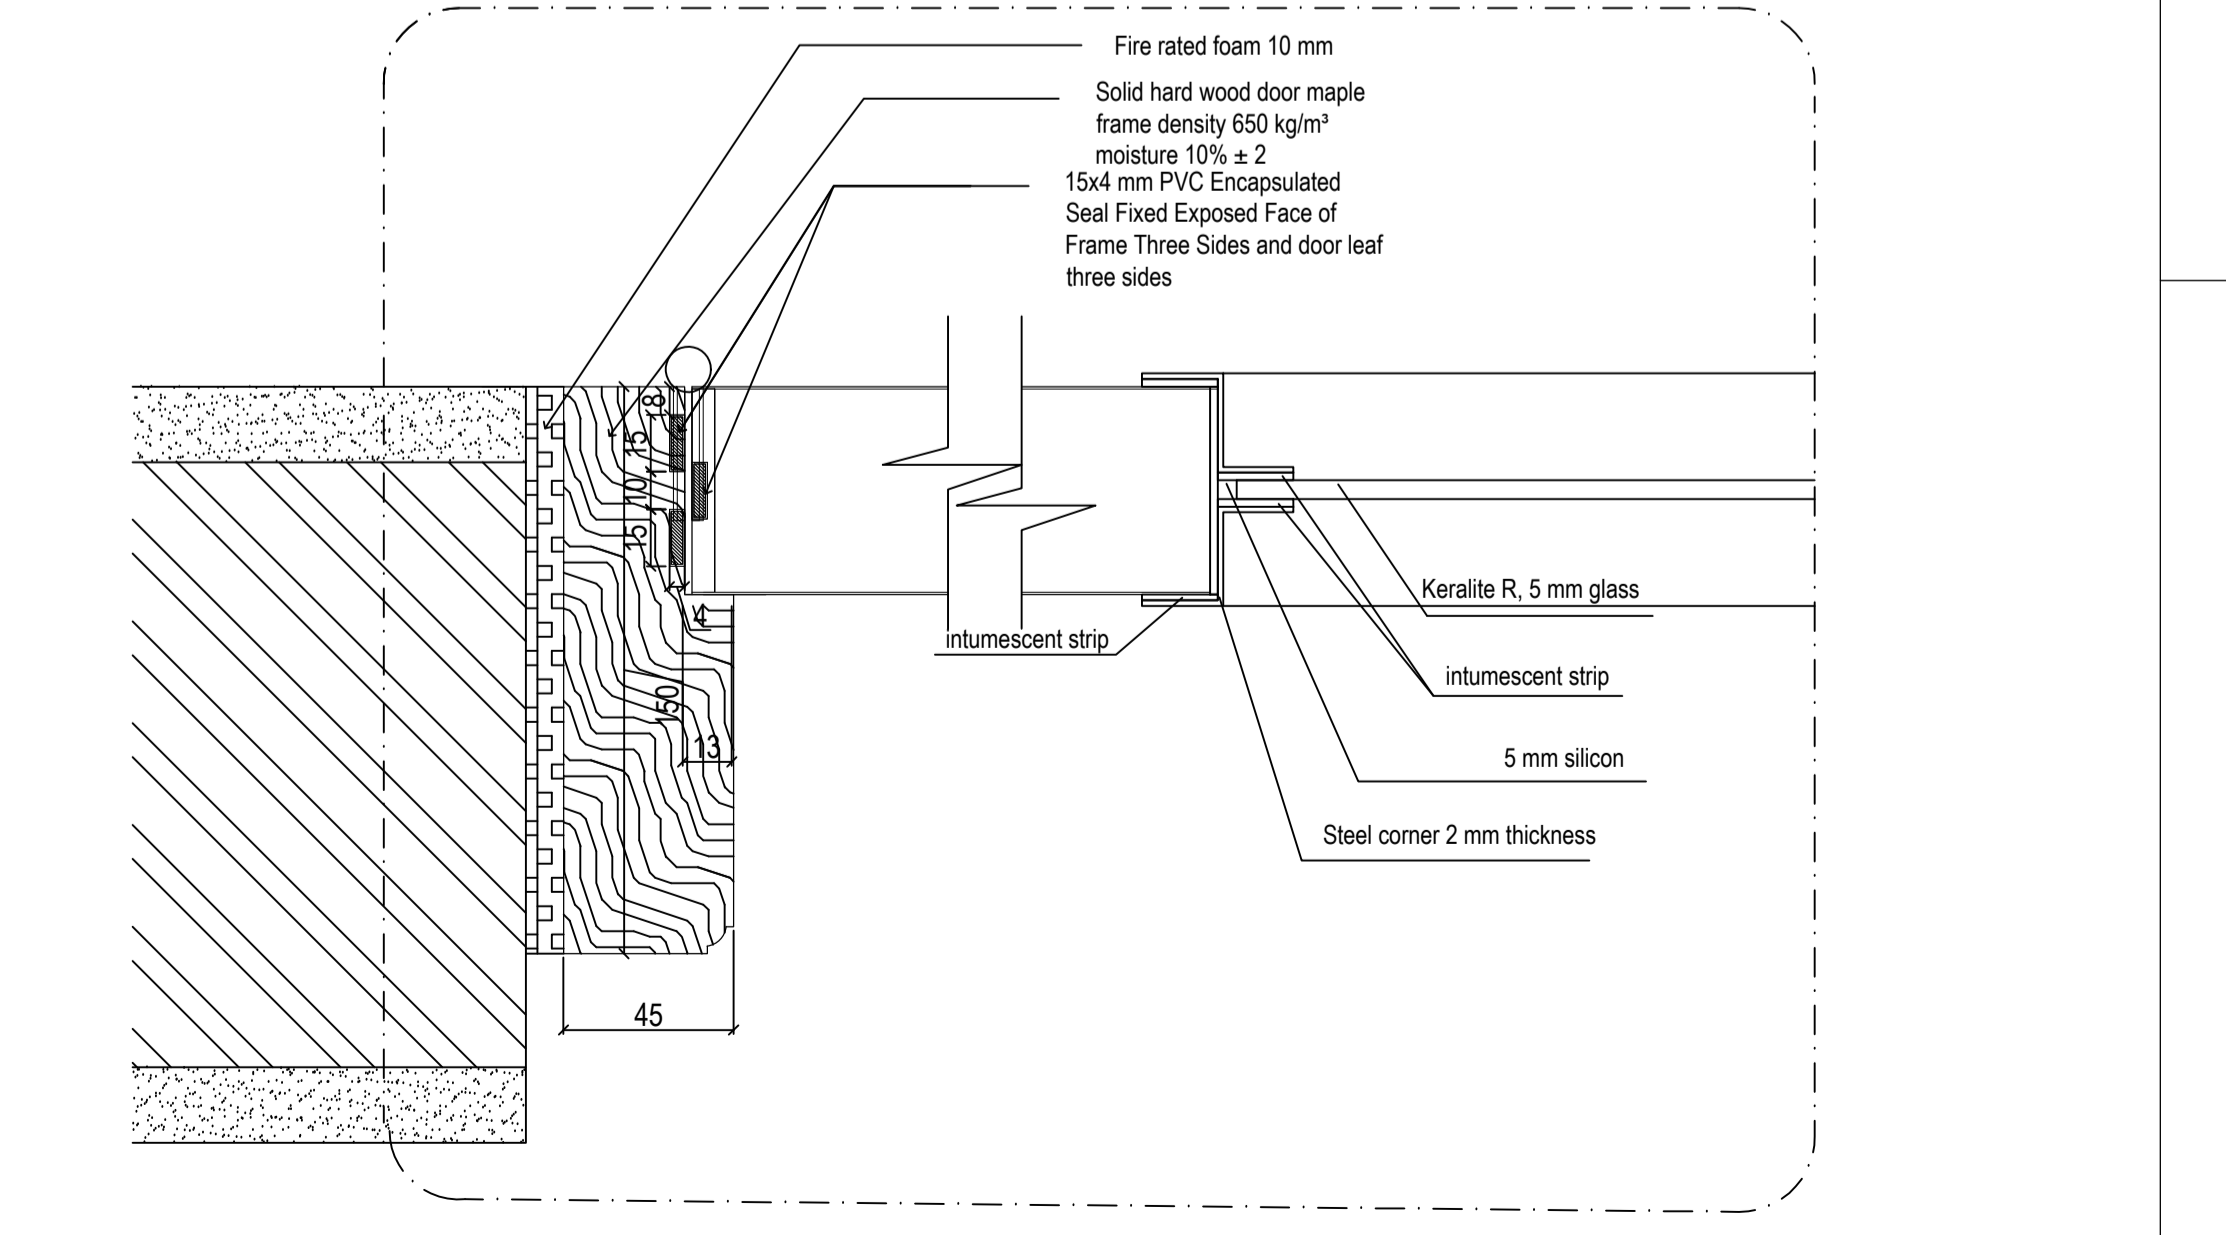 Fire rated foam 10 mm
Solid hard wood door maple
frame density 650 kg/m³
moisture 10% ± 2
15x4 mm PVC Encapsulated
Seal Fixed Exposed Face of
Frame Three Sides and door leaf
three sides
8
15
10
15
4
150
13
45
intumescent strip
Keralite R, 5 mm glass
intumescent strip
5 mm silicon
Steel corner 2 mm thickness